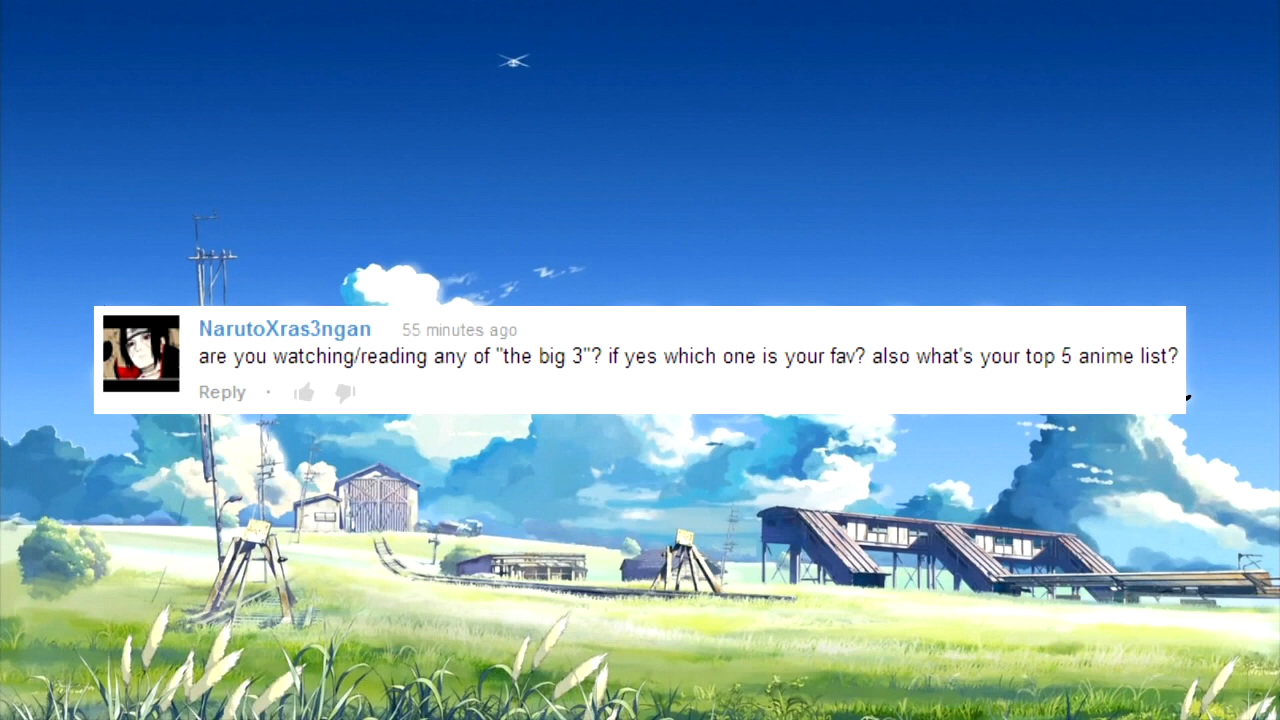 NarutoXras3ngan 55 minutes ago
are you watching/reading any of "the big 3"? if yes which one is your fav? also what's your top 5 anime list?
Reply ·